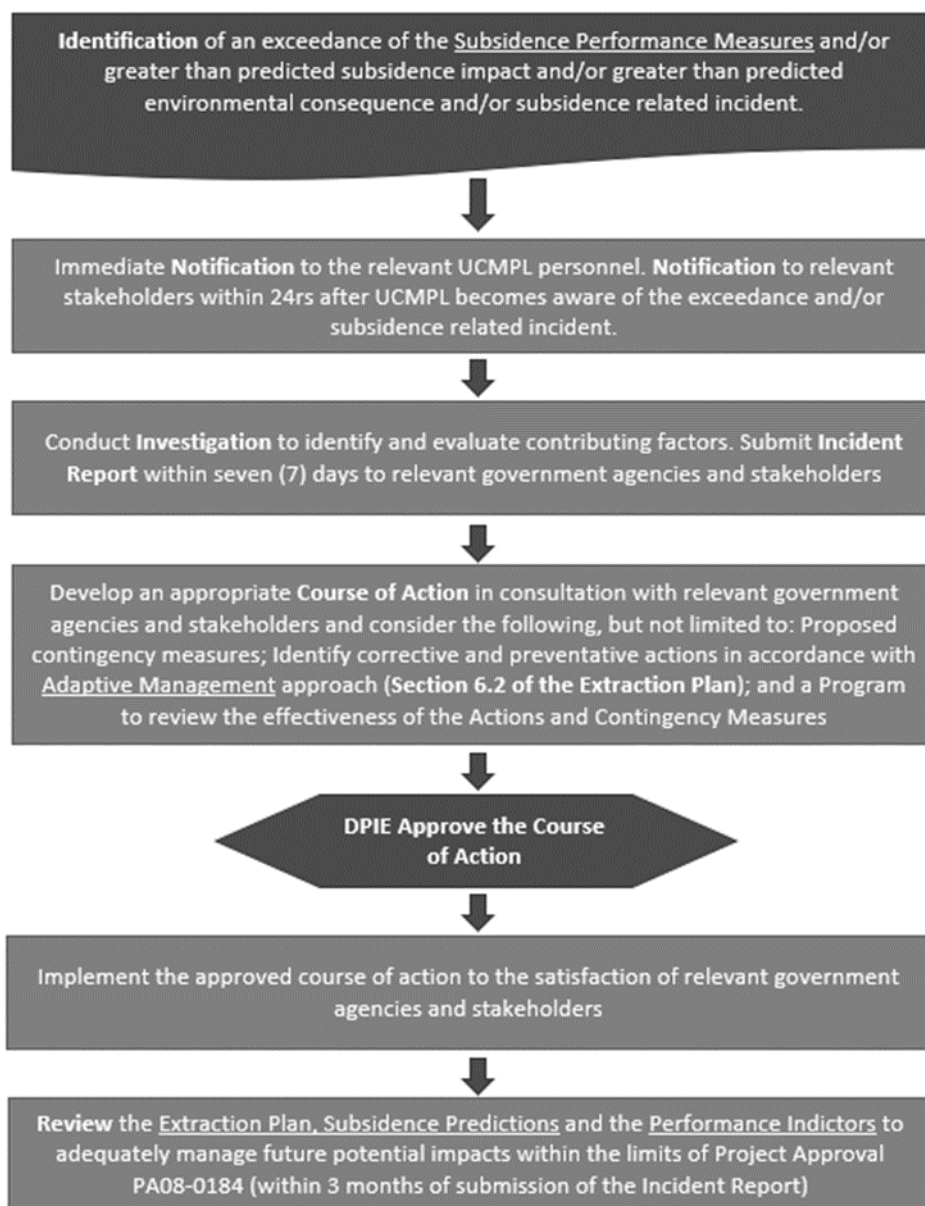 Identification of an exceedance of the Subsidence Performance Measures and/or
greater than predicted subsidence impact and/or greater than predicted
environmental consequence and/or subsidence related incident.
Immediate Notification to the relevant UCMPL personnel. Notification to relevant
stakeholders within 24rs after UCMPL becomes aware of the exceedance and/or
subsidence related incident.
Conduct Investigation to identify and evaluate contributing factors. Submit Incident
Report within seven (7) days to relevant government agencies and stakeholders
Develop an appropriate Course of Action in consultation with relevant government
agencies and stakeholders and consider the following, but not limited to: Proposed
contingency measures; Identify corrective and preventative actions in accordance with
Adaptive Management approach (Section 6.2 of the Extraction Plan); and a Program
to review the effectiveness of the Actions and Contingency Measures
DPIE Approve the Course
of Action
Implement the approved course of action to the satisfaction of relevant government
agencies and stakeholders
Review the Extraction Plan, Subsidence Predictions and the Performance Indictors to
adequately manage future potential impacts within the limits of Project Approval
PA08-0184 (within 3 months of submission of the Incident Report)